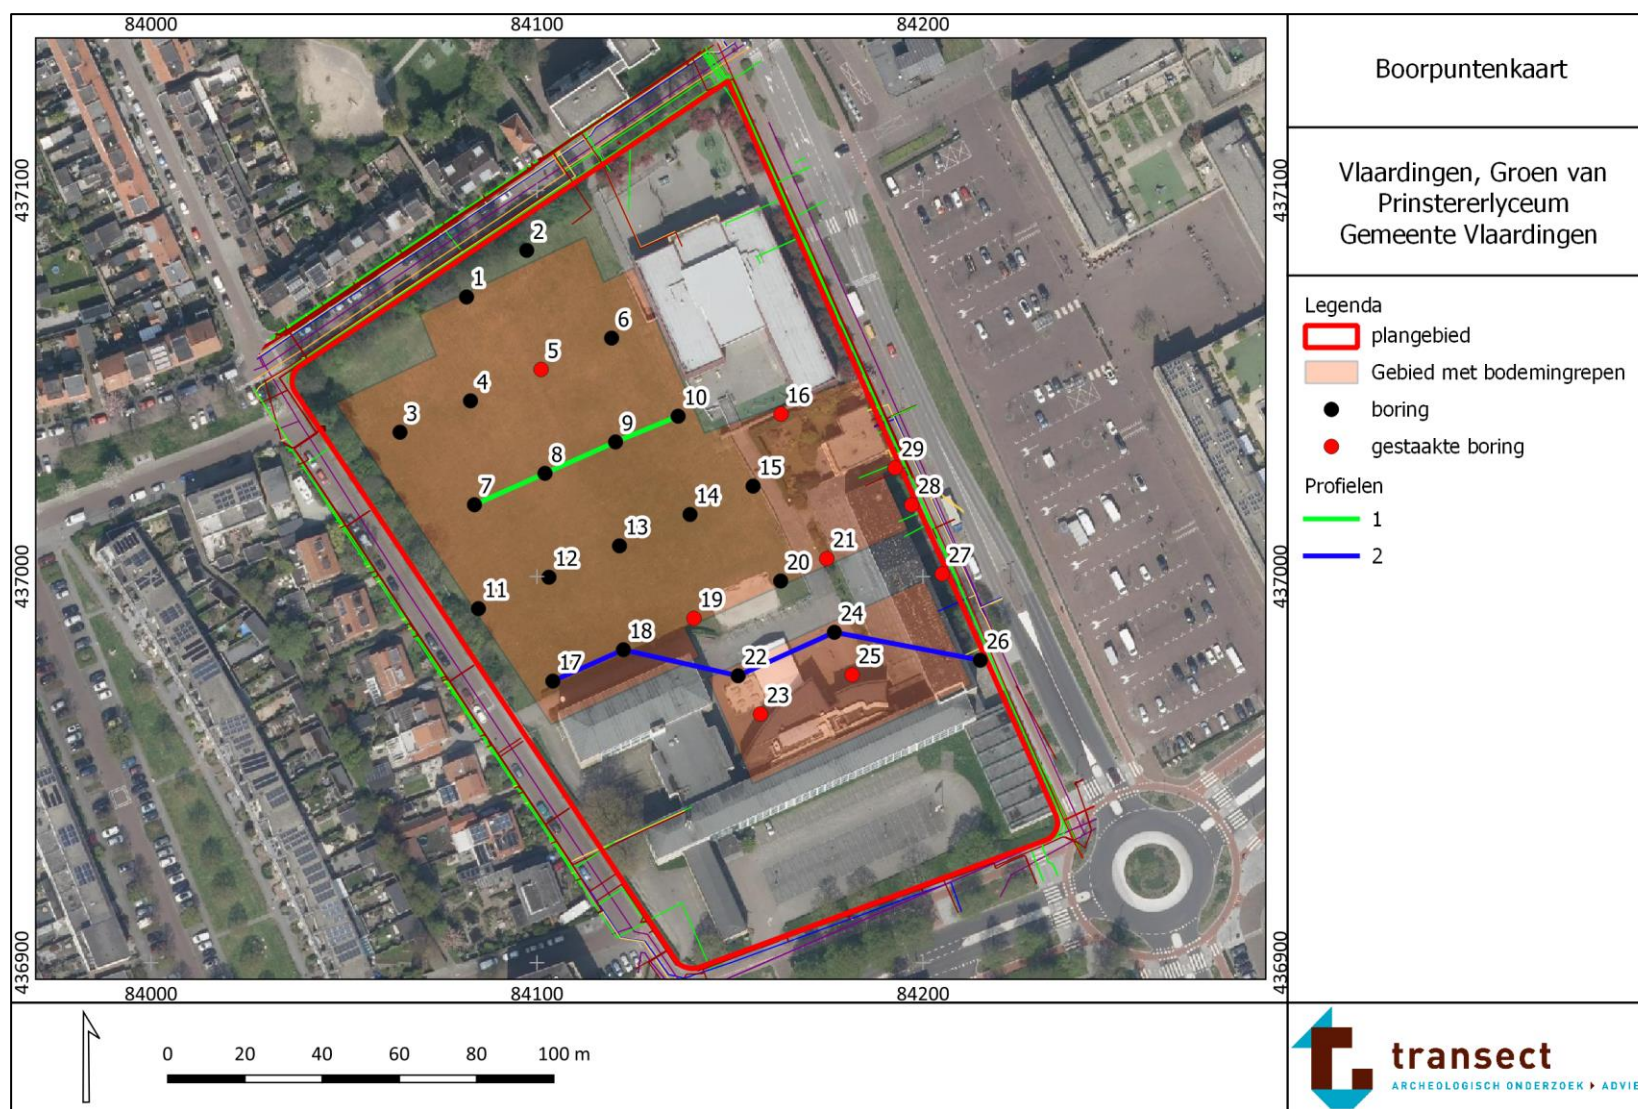 84000 84100 84200
437100 437100
437000 437000
436900 436900
2
1
6
5
4
3
10
16
9
8
15
29
7
28
14
13
21
27
12
20
11
19
24
18
26
22
25
17
23
84000 84100 84200
0 20 40 60 80 100 m
Boorpuntenkaart
Vlaardingen, Groen van
Prinstererlyceum
Gemeente Vlaardingen
Legenda
plangebied
Gebied met bodemingrepen
boring
gestaakte boring
Profielen
1
2
transect
ARCHEOLOGISCH ONDERZOEK ▸ ADVIE